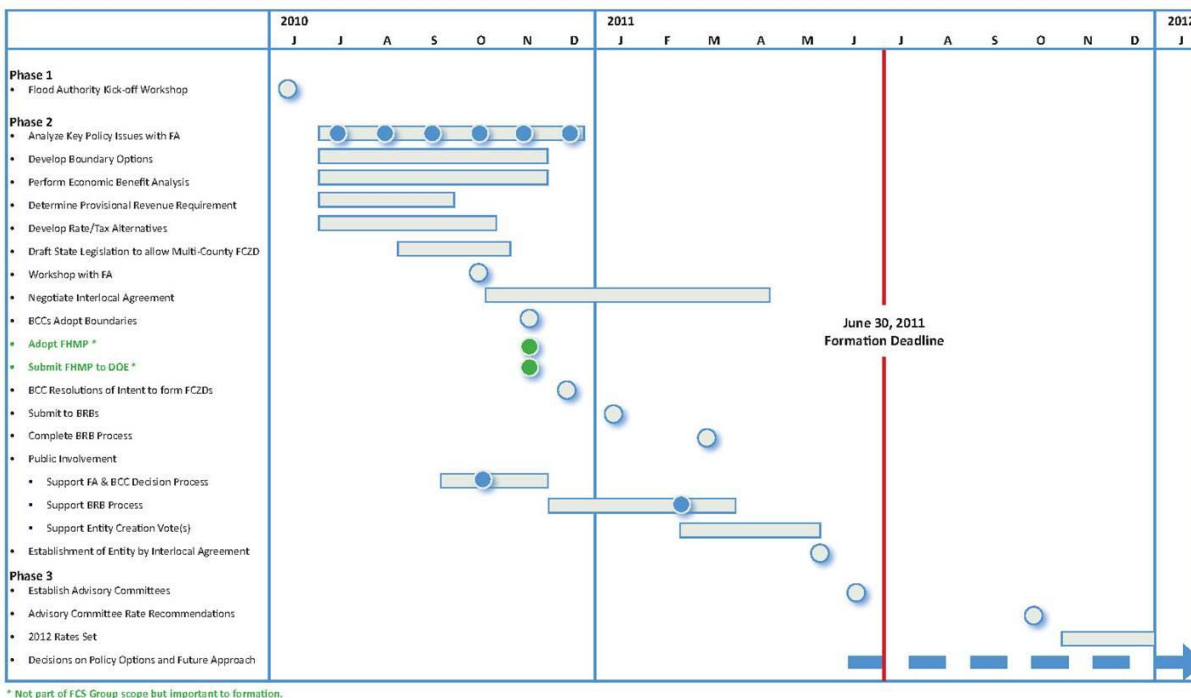 2010 2011 2012
J J A S O N D J F M A M J J A S O N D J
Phase 1
• Flood Authority Kick-off Workshop
Phase 2
• Analyze Key Policy Issues with FA
• Develop Boundary Options
• Perform Economic Benefit Analysis
• Determine Provisional Revenue Requirement
• Develop Rate/Tax Alternatives
• Draft State Legislation to allow Multi-County FCZD
• Workshop with FA
• Negotiate Interlocal Agreement
• BCCs Adopt Boundaries
June 30, 2011
Formation Deadline
• Adopt FHMP *
• Submit FHMP to DOE *
• BCC Resolutions of Intent to form FCZDs
• Submit to BRBs
• Complete BRB Process
• Public Involvement
▪ Support FA & BCC Decision Process
▪ Support BRB Process
▪ Support Entity Creation Vote(s)
• Establishment of Entity by Interlocal Agreement
Phase 3
• Establish Advisory Committees
• Advisory Committee Rate Recommendations
• 2012 Rates Set
• Decisions on Policy Options and Future Approach
* Not part of FCS Group scope but important to formation.